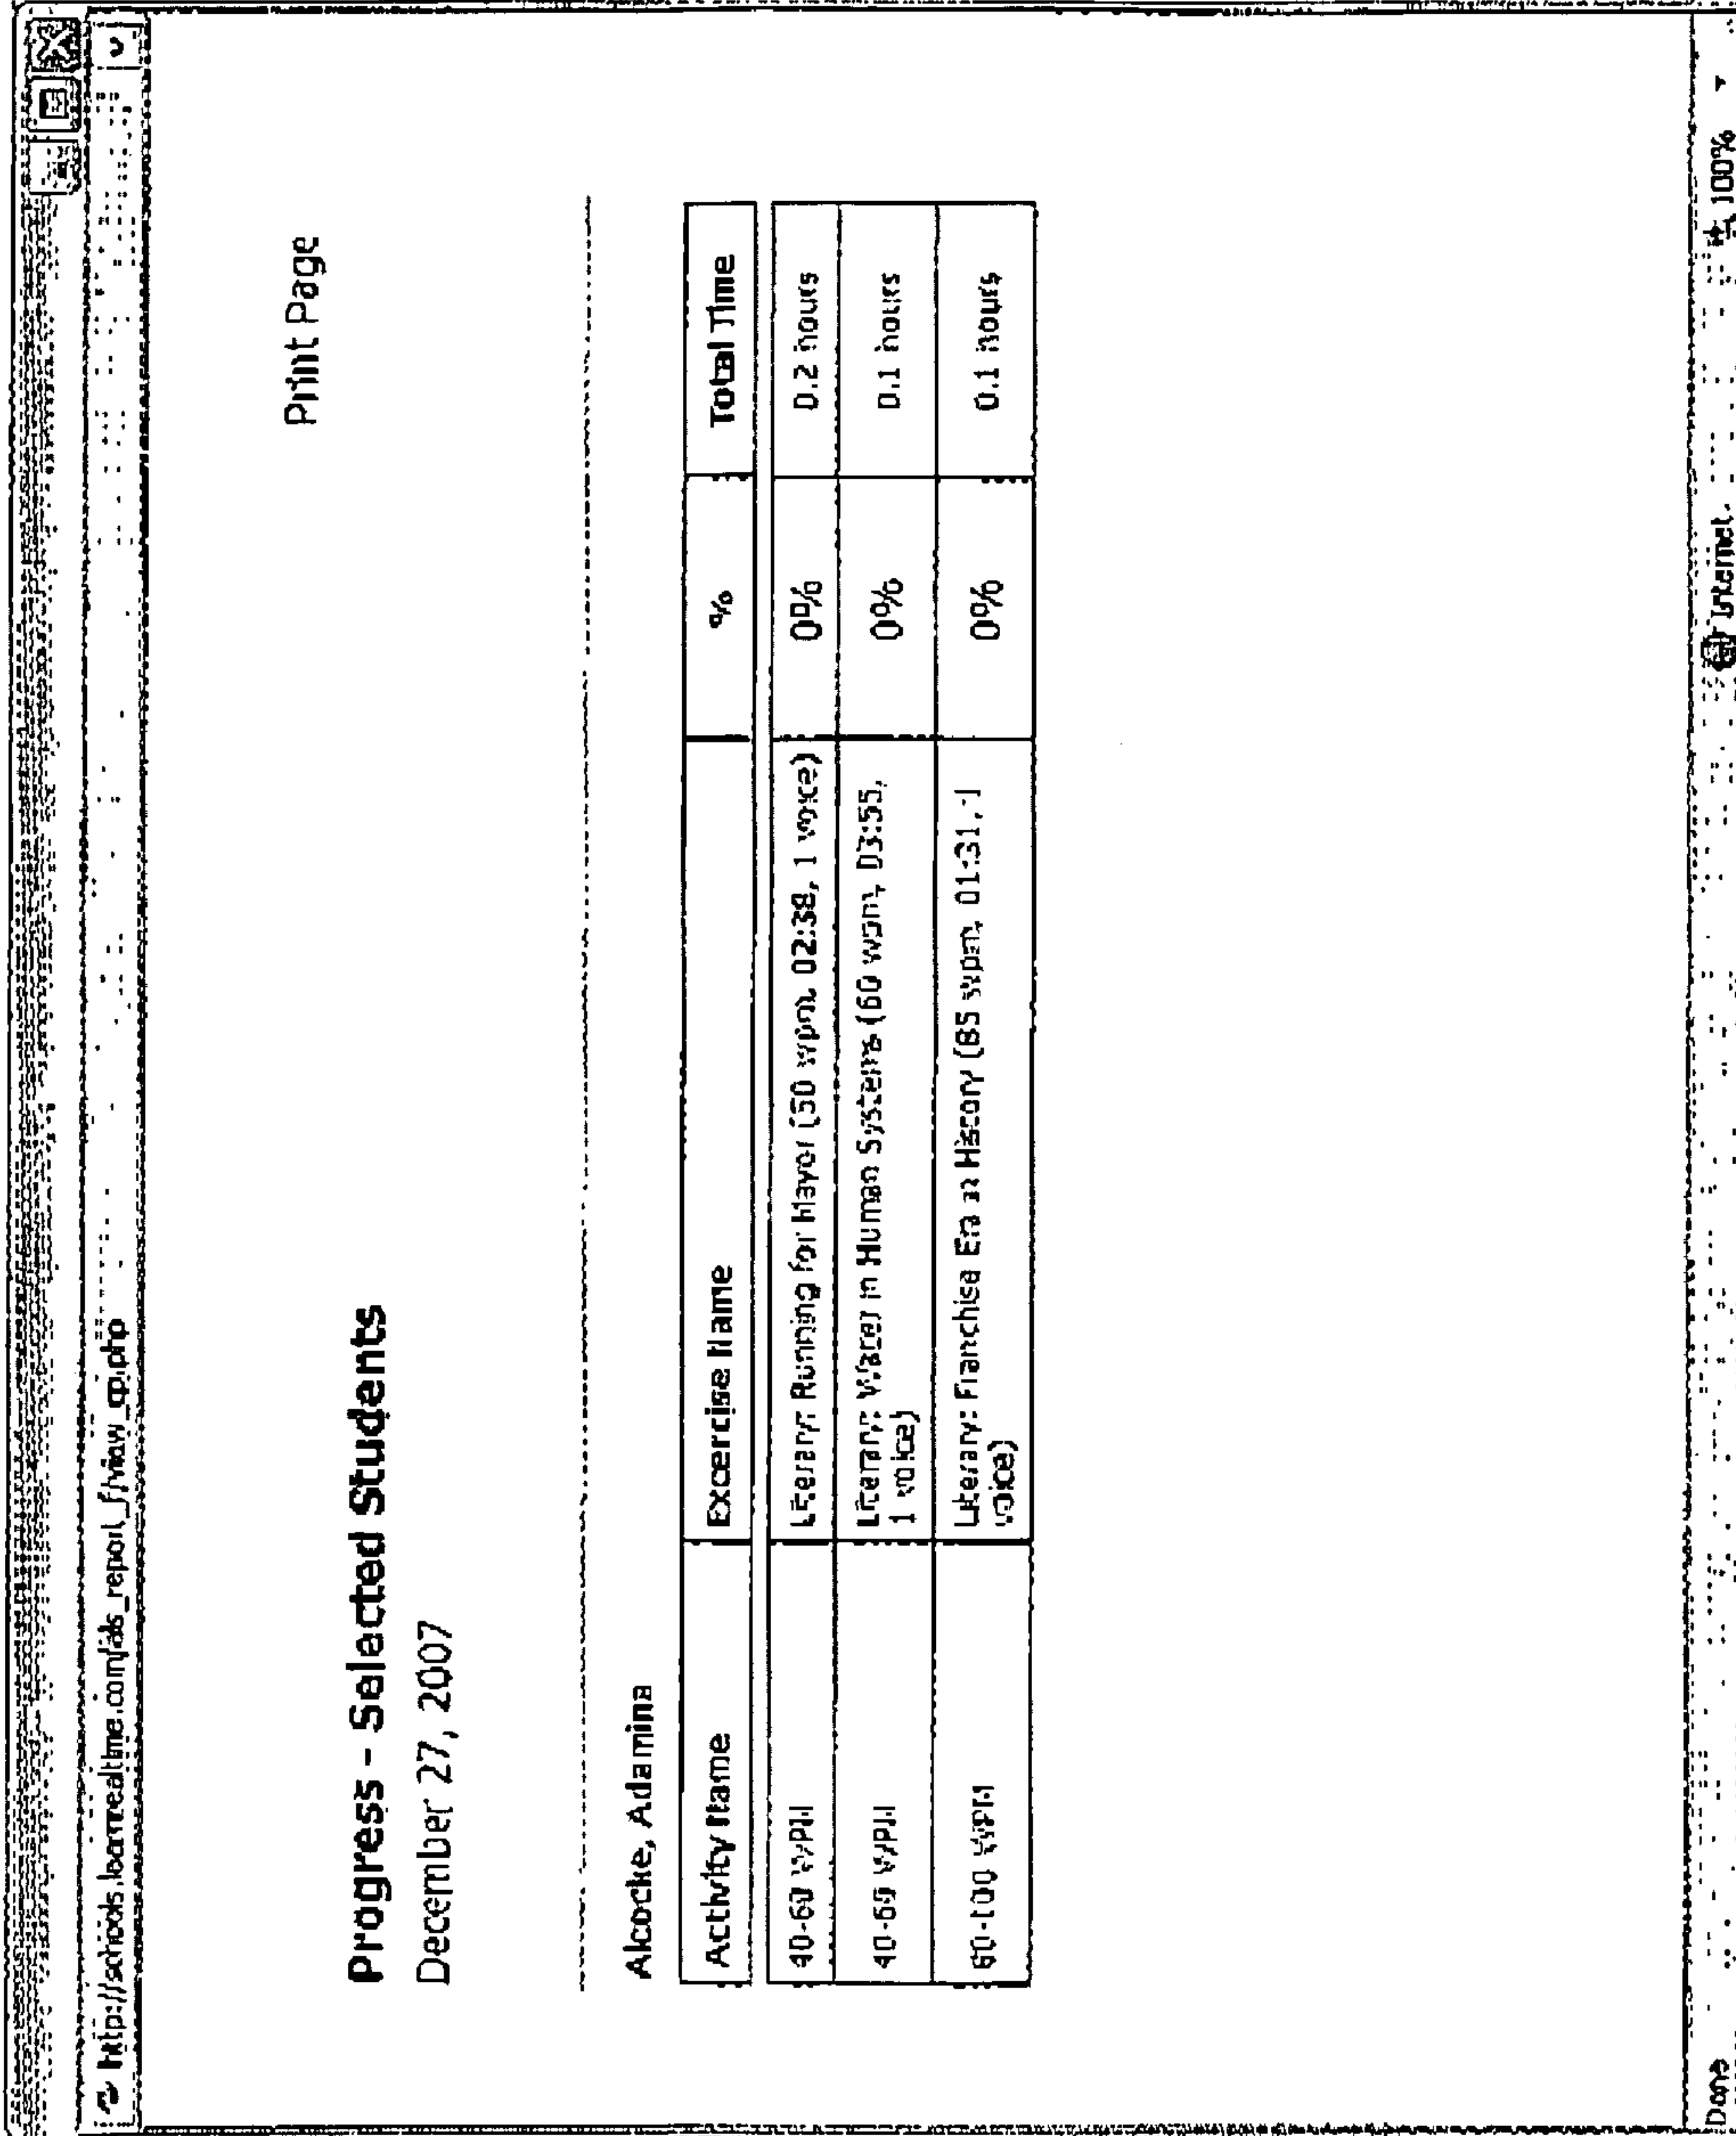 http://schools.learnrealtime.com/als_report_f/view_cp.php
Print Page
Progress - Selected Students
December 27, 2007
Alcocke, Adamina
Activity Name Excercise Name % Total Time
40-60 WPM Literary: Running for Mayor (50 wpm, 02:38, 1 voice) 0% 0.2 hours
40-60 WPM Literary: Water in Human Systems (60 wpm, 03:55,
1 voice) 0% 0.1 hours
60-100 WPM Literary: Franchise Era in History (85 wpm, 01:31, 1
voice) 0% 0.1 hours
Done Internet 100%